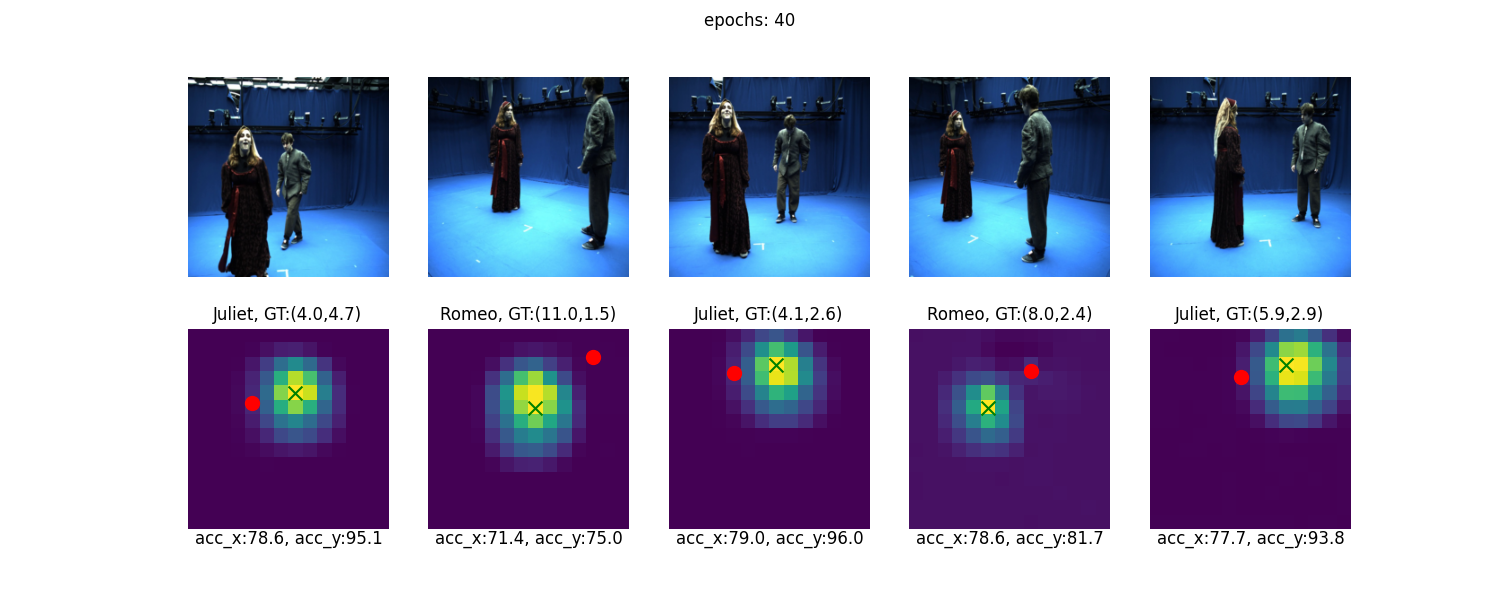 epochs: 40
Juliet, GT:(4.0,4.7)
Romeo, GT:(11.0,1.5)
Juliet, GT:(4.1,2.6)
Romeo, GT:(8.0,2.4)
Juliet, GT:(5.9,2.9)
acc_x:78.6, acc_y:95.1
acc_x:71.4, acc_y:75.0
acc_x:79.0, acc_y:96.0
acc_x:78.6, acc_y:81.7
acc_x:77.7, acc_y:93.8